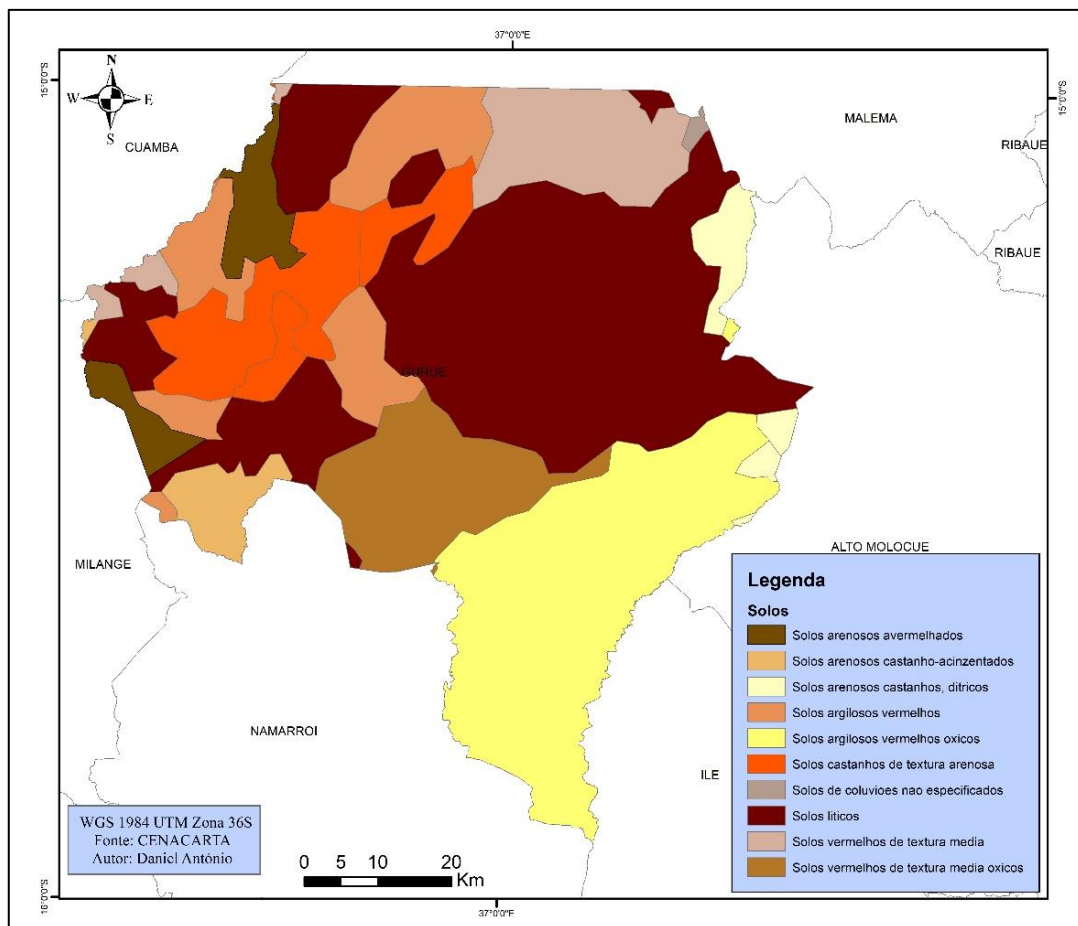 37°0'0"E
15°0'0"S
15°0'0"S
N
W
E
S
CUAMBA
MALEMA
RIBAUE
RIBAUE
GURUE
MILANGE
ALTO MOLOCUE
NAMARROI
ILE
Legenda
Solos
Solos arenosos avermelhados
Solos arenosos castanho-acinzentados
Solos arenosos castanhos, ditricos
Solos argilosos vermelhos
Solos argilosos vermelhos oxicos
Solos castanhos de textura arenosa
Solos de coluvioes nao especificados
Solos liticos
Solos vermelhos de textura media
Solos vermelhos de textura media oxicos
WGS 1984 UTM Zona 36S
Fonte: CENACARTA
Autor: Daniel António
0 5 10 20
Km
16°0'0"S
16°0'0"S
37°0'0"E